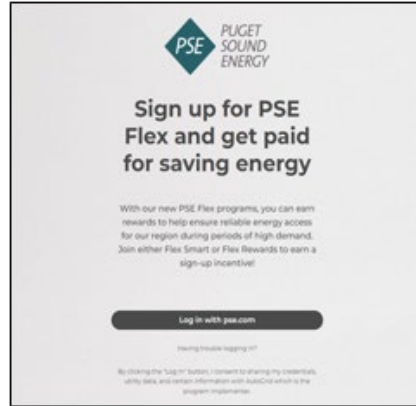 PSE
PUGET
SOUND
ENERGY
Sign up for PSE
Flex and get paid
for saving energy
With our new PSE Flex programs, you can earn
rewards to help ensure reliable energy access
for our region during periods of high demand.
Join either Flex Smart or Flex Rewards to earn a
sign-up incentive!
Log in with pse.com
Having trouble logging in?
By clicking the "Log In" button, I consent to sharing my credentials,
utility data, and certain information with AutoGrid which is the
program implementer.